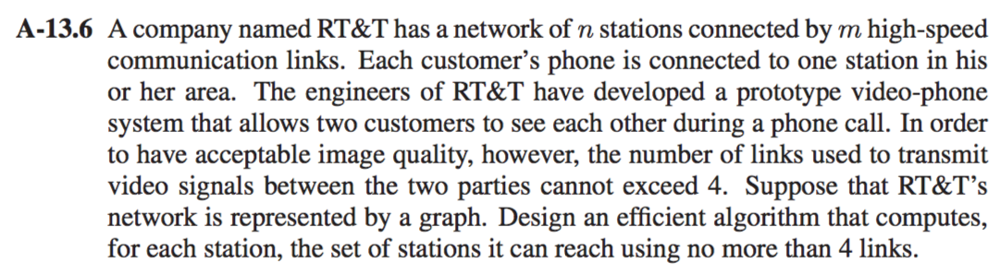 A-13.6 A company named RT&T has a network of n stations connected by m high-speed
communication links. Each customer's phone is connected to one station in his
or her area. The engineers of RT&T have developed a prototype video-phone
system that allows two customers to see each other during a phone call. In order
to have acceptable image quality, however, the number of links used to transmit
video signals between the two parties cannot exceed 4. Suppose that RT&T's
network is represented by a graph. Design an efficient algorithm that computes,
for each station, the set of stations it can reach using no more than 4 links.